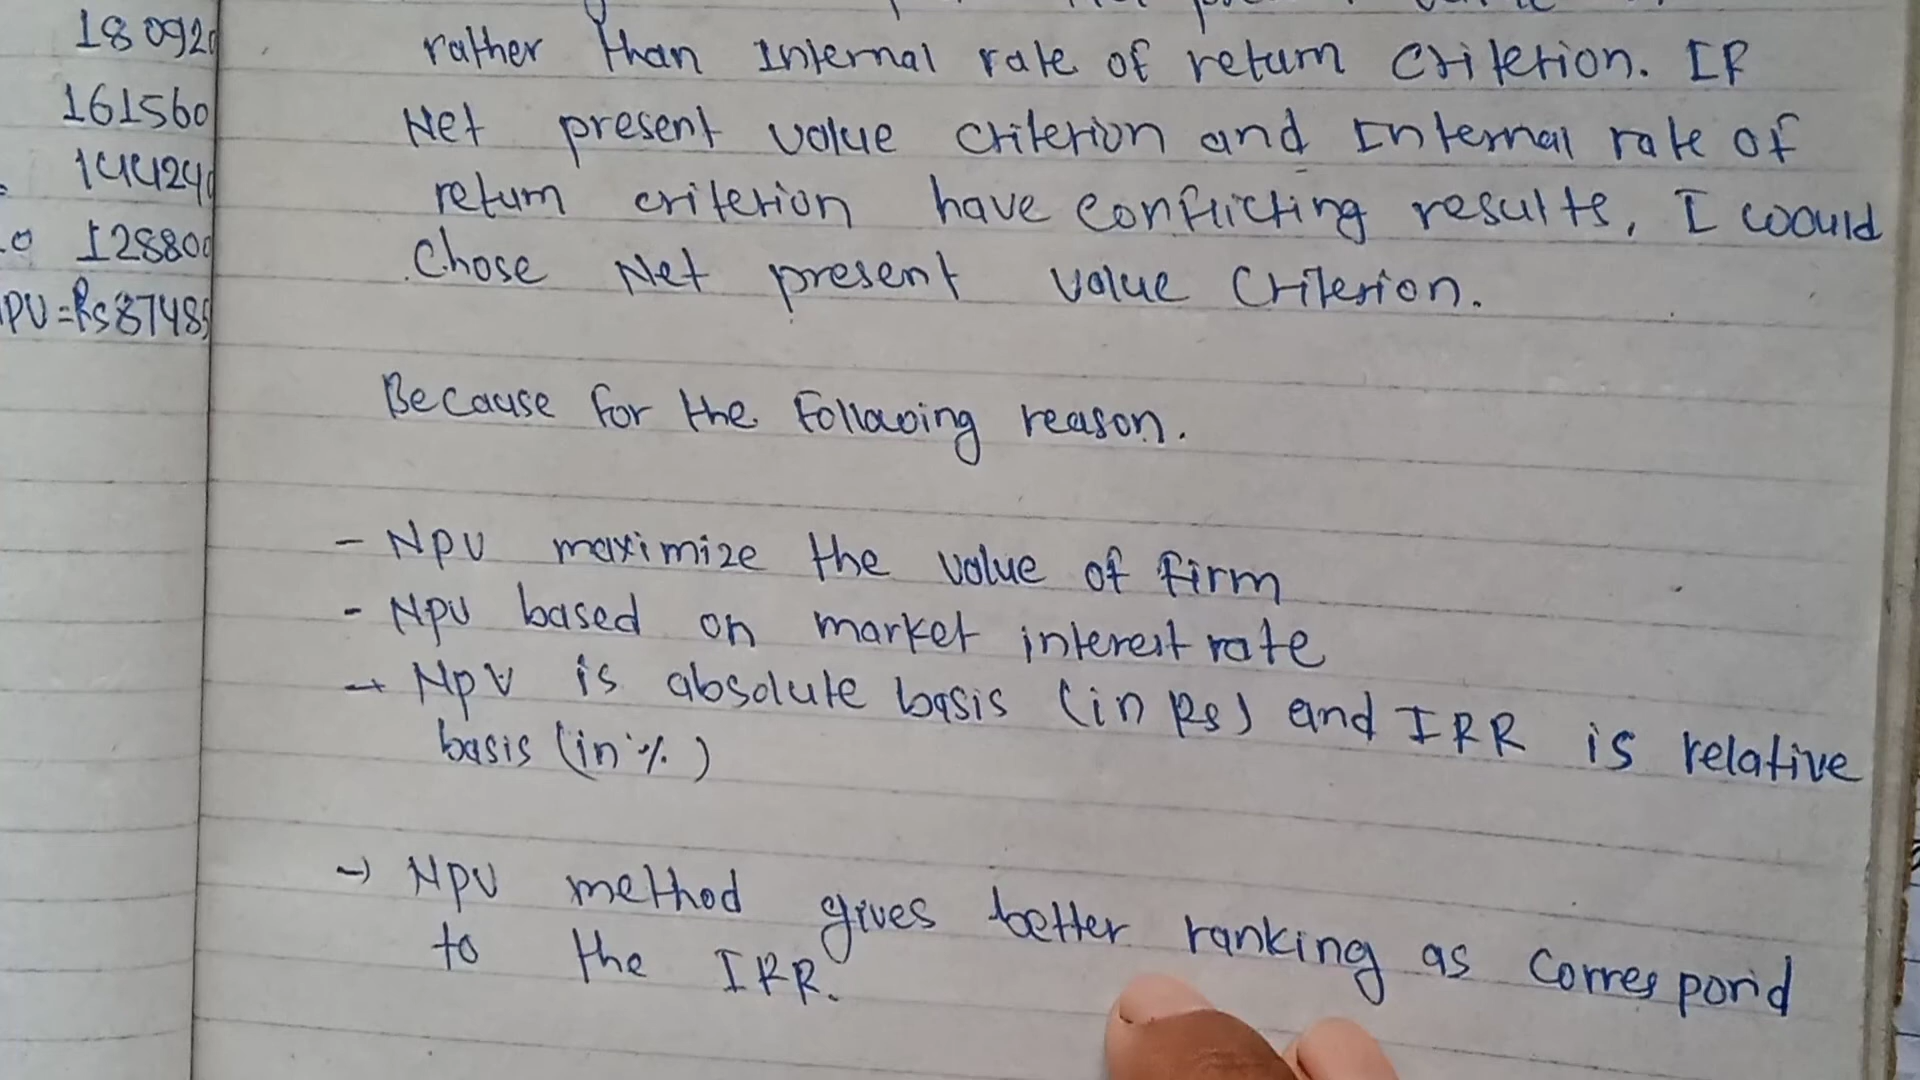 18092
161560
14424
128800
PV=Rs8748
rather than Internal rate of return criterion. If
Net present value criterion and Internal rate of
return criterion have conflicting results, I would
Chose Net present value Criterion.
Because for the following reason.
- NPV maximize the value of firm
- NPV based on market interest rate
→ NPV is absolute basis (in Rs) and IRR is relative
basis (in %)
→ NPV method gives better ranking as correspond
to the IRR.